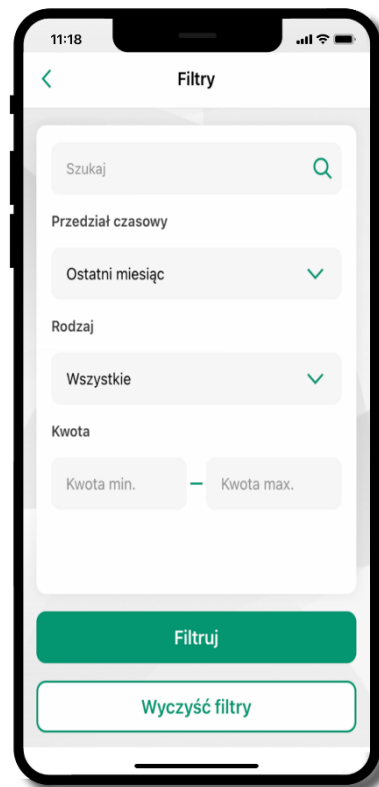 11:18
Filtry
Szukaj
Przedział czasowy
Ostatni miesiąc
Rodzaj
Wszystkie
Kwota
Kwota min. – Kwota max.
Filtruj
Wyczyść filtry